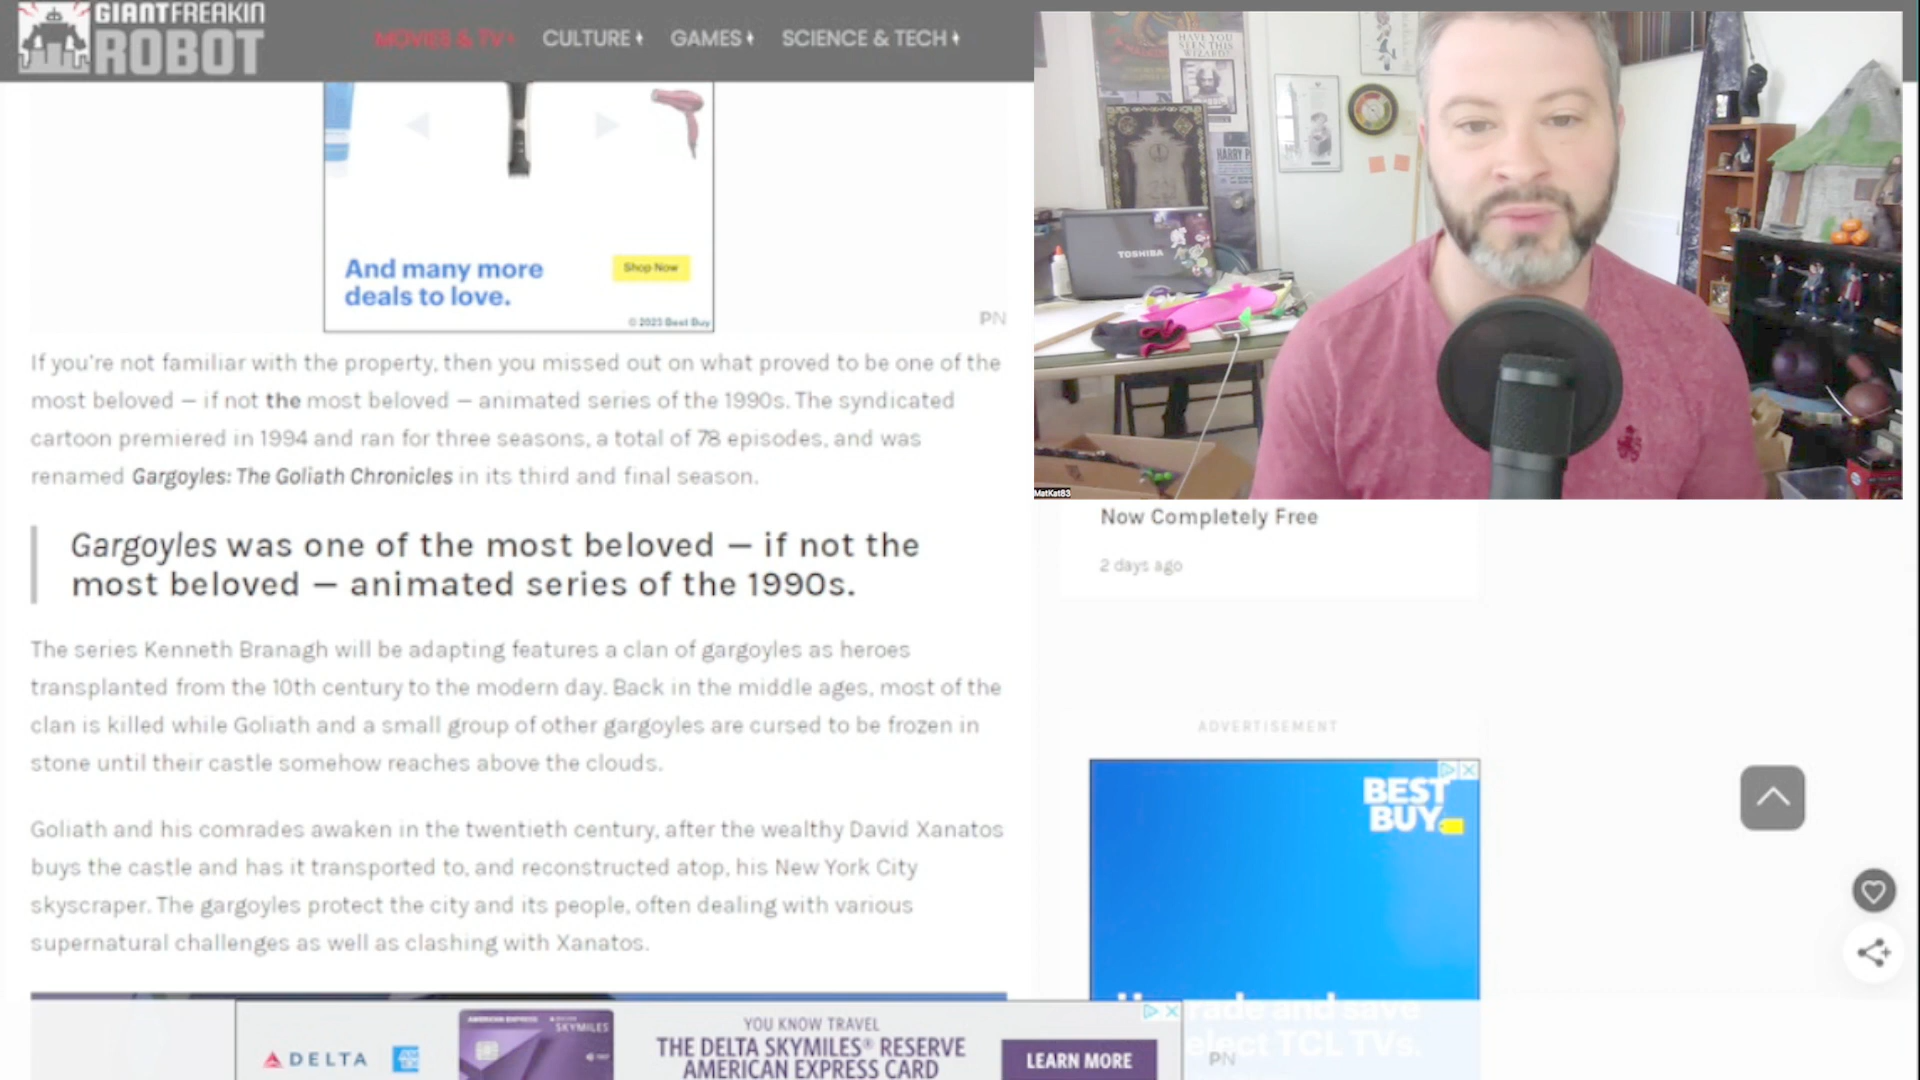 GIANTFREAKIN
ROBOT
MOVIES & TV
CULTURE
GAMES
SCIENCE & TECH
And many more
deals to love.
Shop Now
© 2023 Best Buy
PN
If you're not familiar with the property, then you missed out on what proved to be one of the
most beloved — if not the most beloved — animated series of the 1990s. The syndicated
cartoon premiered in 1994 and ran for three seasons, a total of 78 episodes, and was
renamed Gargoyles: The Goliath Chronicles in its third and final season.
Gargoyles was one of the most beloved — if not the
most beloved — animated series of the 1990s.
The series Kenneth Branagh will be adapting features a clan of gargoyles as heroes
transplanted from the 10th century to the modern day. Back in the middle ages, most of the
clan is killed while Goliath and a small group of other gargoyles are cursed to be frozen in
stone until their castle somehow reaches above the clouds.
Goliath and his comrades awaken in the twentieth century, after the wealthy David Xanatos
buys the castle and has it transported to, and reconstructed atop, his New York City
skyscraper. The gargoyles protect the city and its people, often dealing with various
supernatural challenges as well as clashing with Xanatos.
HAVE YOU
SEEN THIS
WIZARD?
HARRY P
TOSHIBA
MatKat83
Now Completely Free
2 days ago
ADVERTISEMENT
BEST
BUY
and save
elect TCL TVs.
PN
DELTA
AMERICAN EXPRESS
SKYMILES
YOU KNOW TRAVEL
THE DELTA SKYMILES® RESERVE
AMERICAN EXPRESS CARD
LEARN MORE